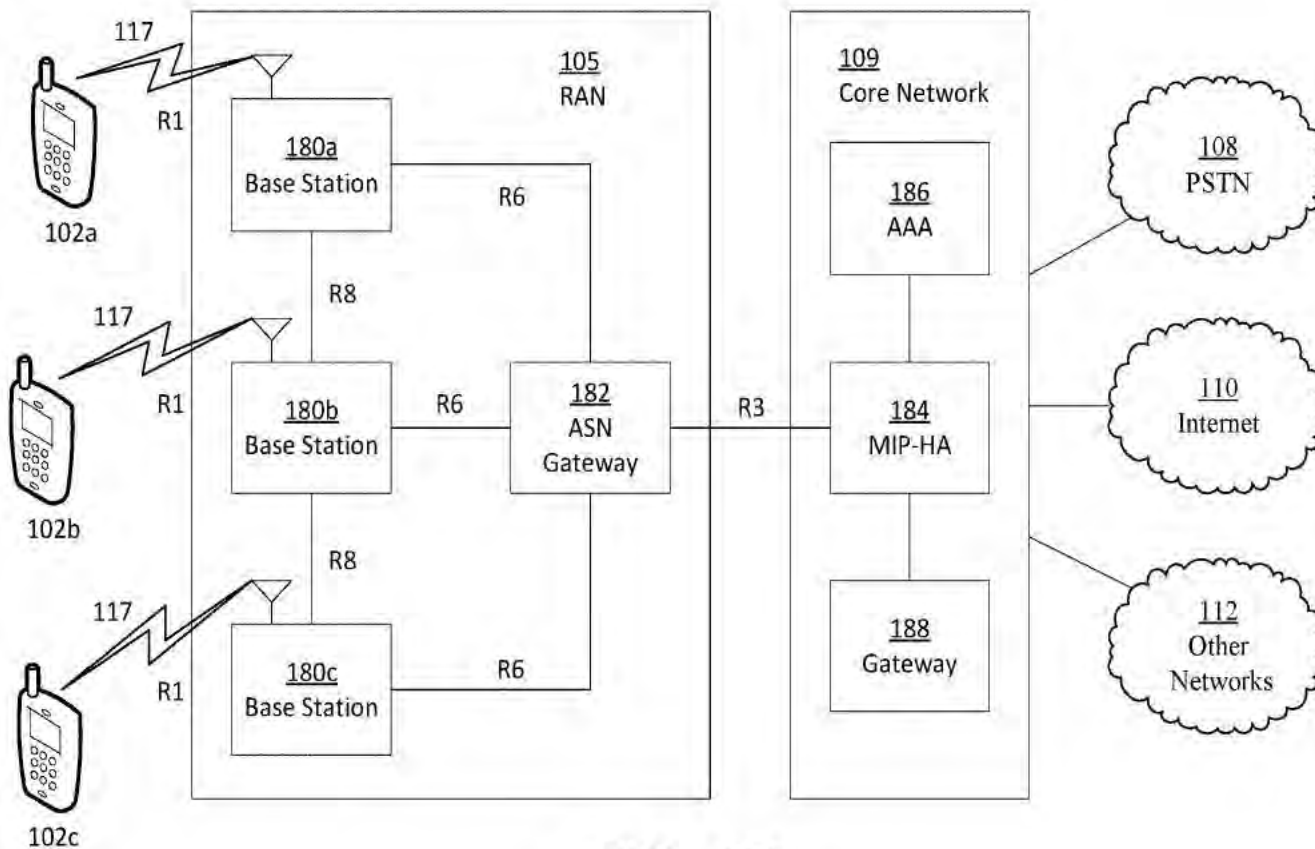 117
R1
102a
117
R1
102b
117
R1
102c
105
RAN
180a
Base Station
R6
R8
180b
Base Station
R6
182
ASN
Gateway
R8
180c
Base Station
R6
R3
109
Core Network
186
AAA
184
MIP-HA
188
Gateway
108
PSTN
110
Internet
112
Other
Networks